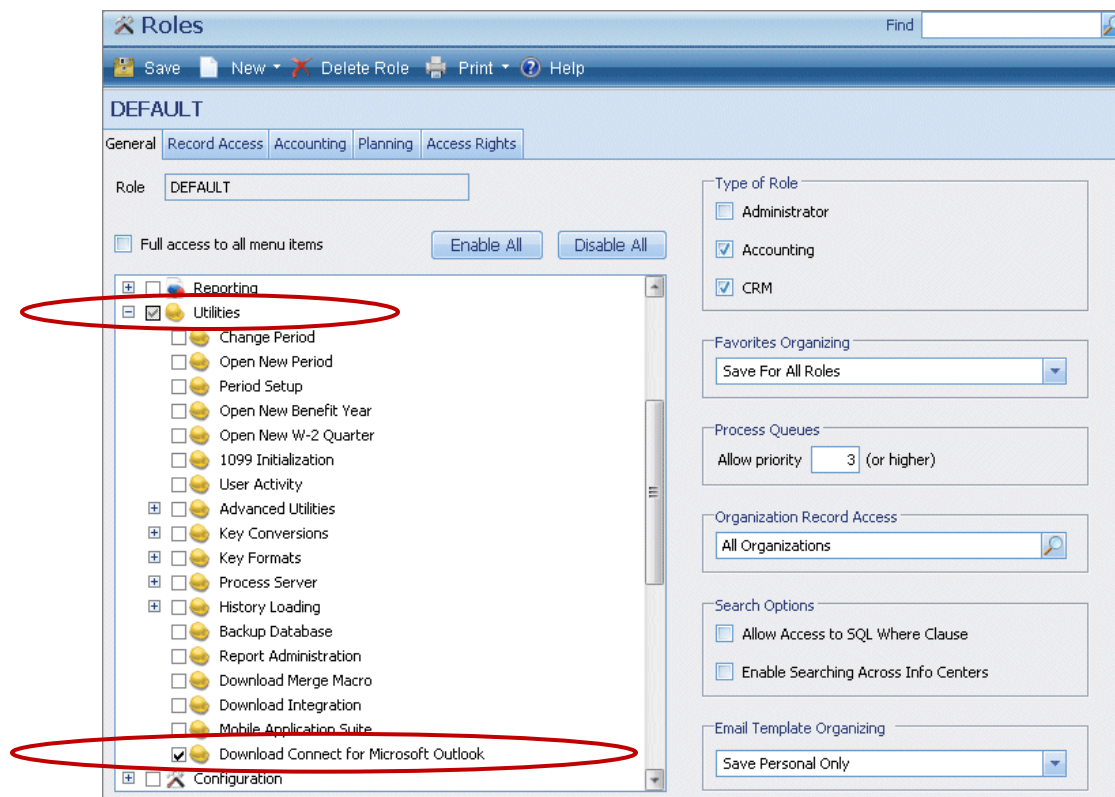 Roles
Find
Save New Delete Role Print Help
DEFAULT
General Record Access Accounting Planning Access Rights
Role DEFAULT
Full access to all menu items Enable All Disable All
Reporting
Utilities
Change Period
Open New Period
Period Setup
Open New Benefit Year
Open New W-2 Quarter
1099 Initialization
User Activity
Advanced Utilities
Key Conversions
Key Formats
Process Server
History Loading
Backup Database
Report Administration
Download Merge Macro
Download Integration
Mobile Application Suite
Download Connect for Microsoft Outlook
Configuration
Type of Role
Administrator
Accounting
CRM
Favorites Organizing
Save For All Roles
Process Queues
Allow priority 3 (or higher)
Organization Record Access
All Organizations
Search Options
Allow Access to SQL Where Clause
Enable Searching Across Info Centers
Email Template Organizing
Save Personal Only